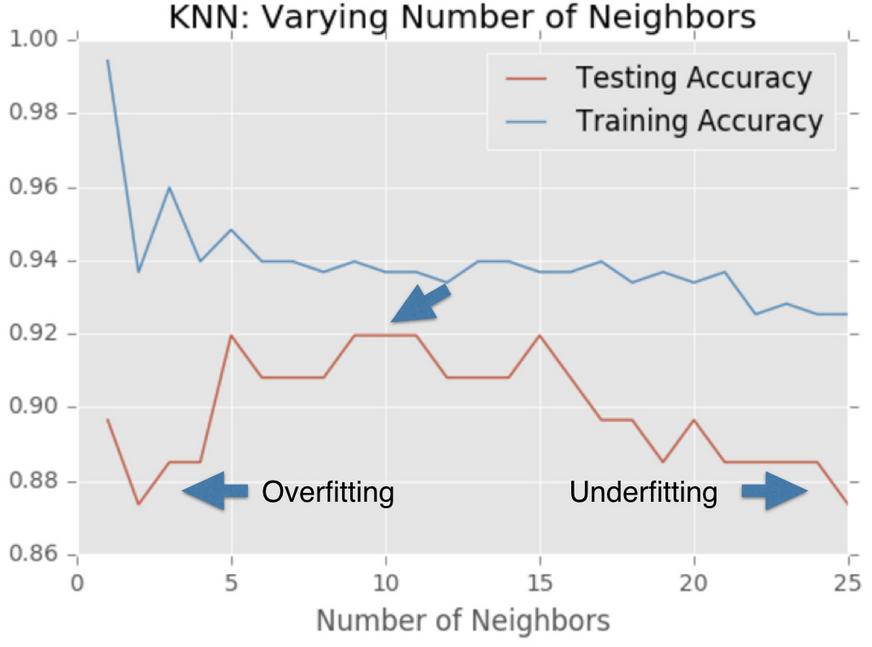 KNN: Varying Number of Neighbors
1.00
0.98
0.96
0.94
0.92
0.90
0.88
0.86
Testing Accuracy
Training Accuracy
Overfitting
Underfitting
0 5 10 15 20 25
Number of Neighbors